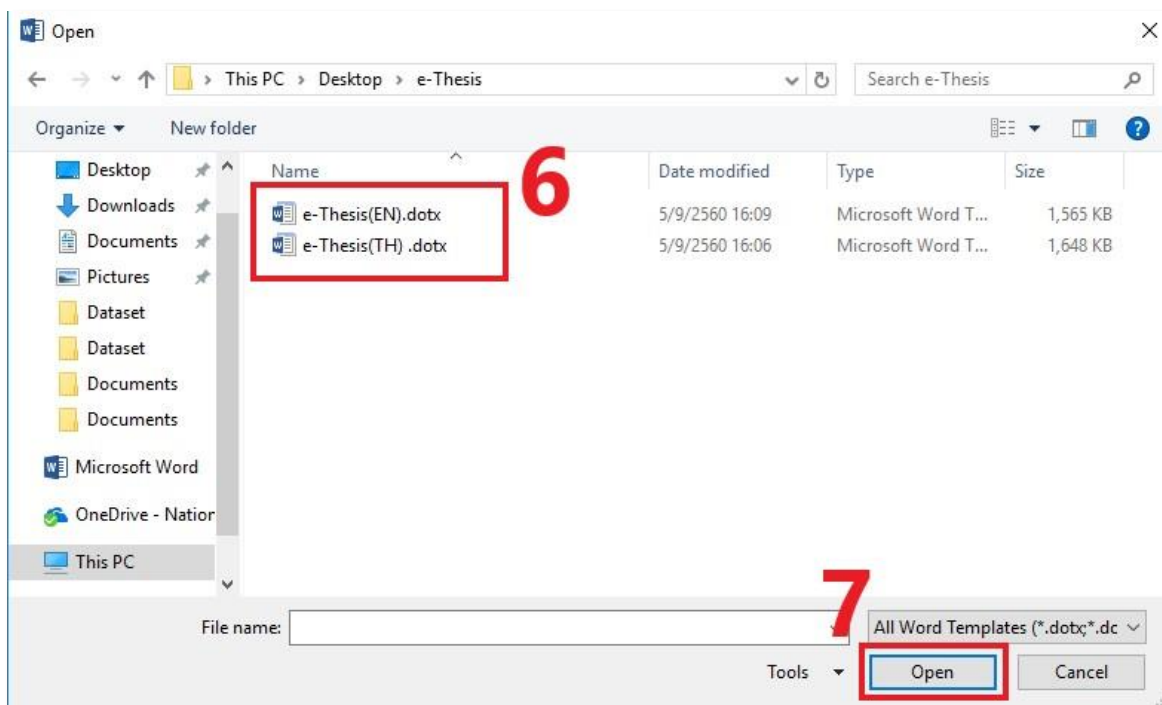 Open
This PC > Desktop > e-Thesis
Search e-Thesis
Organize
New folder
Desktop
Downloads
Documents
Pictures
Dataset
Dataset
Documents
Documents
Microsoft Word
OneDrive - Nation
This PC
6
Name Date modified Type Size
e-Thesis(EN).dotx 5/9/2560 16:09 Microsoft Word T... 1,565 KB
e-Thesis(TH) .dotx 5/9/2560 16:06 Microsoft Word T... 1,648 KB
7
File name:
All Word Templates (*.dotx;*.dc
Tools
Open
Cancel